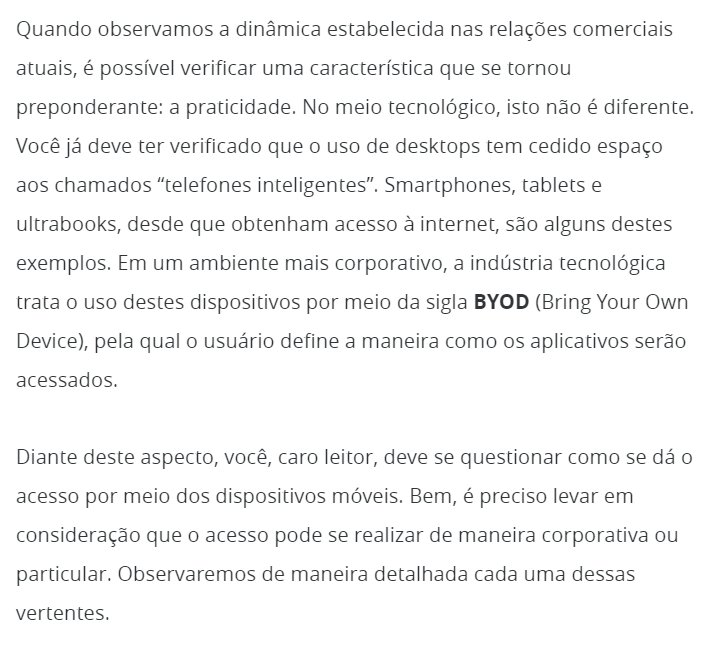 Quando observamos a dinâmica estabelecida nas relações comerciais
atuais, é possível verificar uma característica que se tornou
preponderante: a praticidade. No meio tecnológico, isto não é diferente.
Você já deve ter verificado que o uso de desktops tem cedido espaço
aos chamados “telefones inteligentes”. Smartphones, tablets e
ultrabooks, desde que obtenham acesso à internet, são alguns destes
exemplos. Em um ambiente mais corporativo, a indústria tecnológica
trata o uso destes dispositivos por meio da sigla BYOD (Bring Your Own
Device), pela qual o usuário define a maneira como os aplicativos serão
acessados.
Diante deste aspecto, você, caro leitor, deve se questionar como se dá o
acesso por meio dos dispositivos móveis. Bem, é preciso levar em
consideração que o acesso pode se realizar de maneira corporativa ou
particular. Observaremos de maneira detalhada cada uma dessas
vertentes.